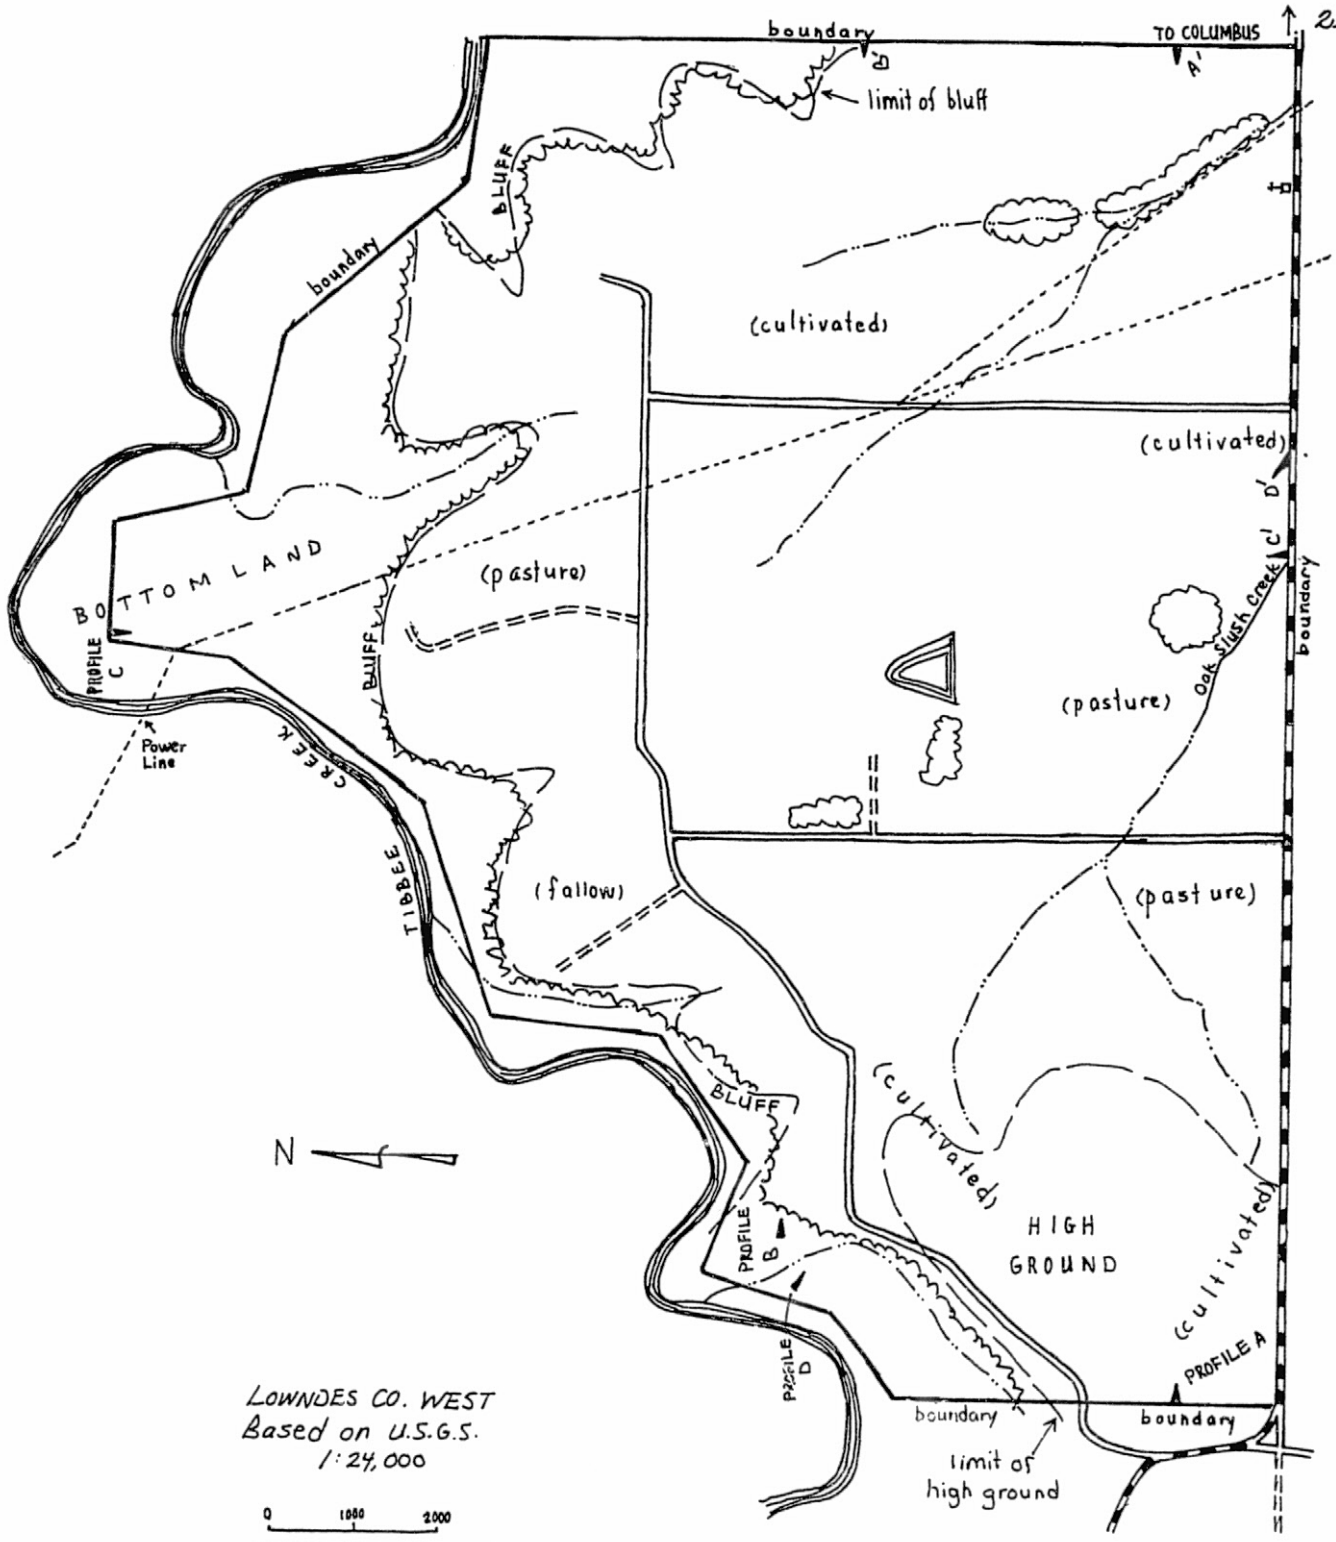 boundary
TO COLUMBUS
2.
B'
A'
limit of bluff
BLUFF
boundary
(cultivated)
(cultivated)
D'
C'
BOTTOM LAND
(pasture)
Oak Slush Creek
boundary
PROFILE
C
BLUFF
(pasture)
Power
Line
TIBBEE CREEK
(fallow)
(pasture)
(cultivated)
BLUFF
N
PROFILE
B
HIGH
GROUND
(cultivated)
PROFILE
D
PROFILE A
LOWNDES CO. WEST
Based on U.S.G.S.
1:24,000
boundary
boundary
limit of
high ground
0 1000 2000